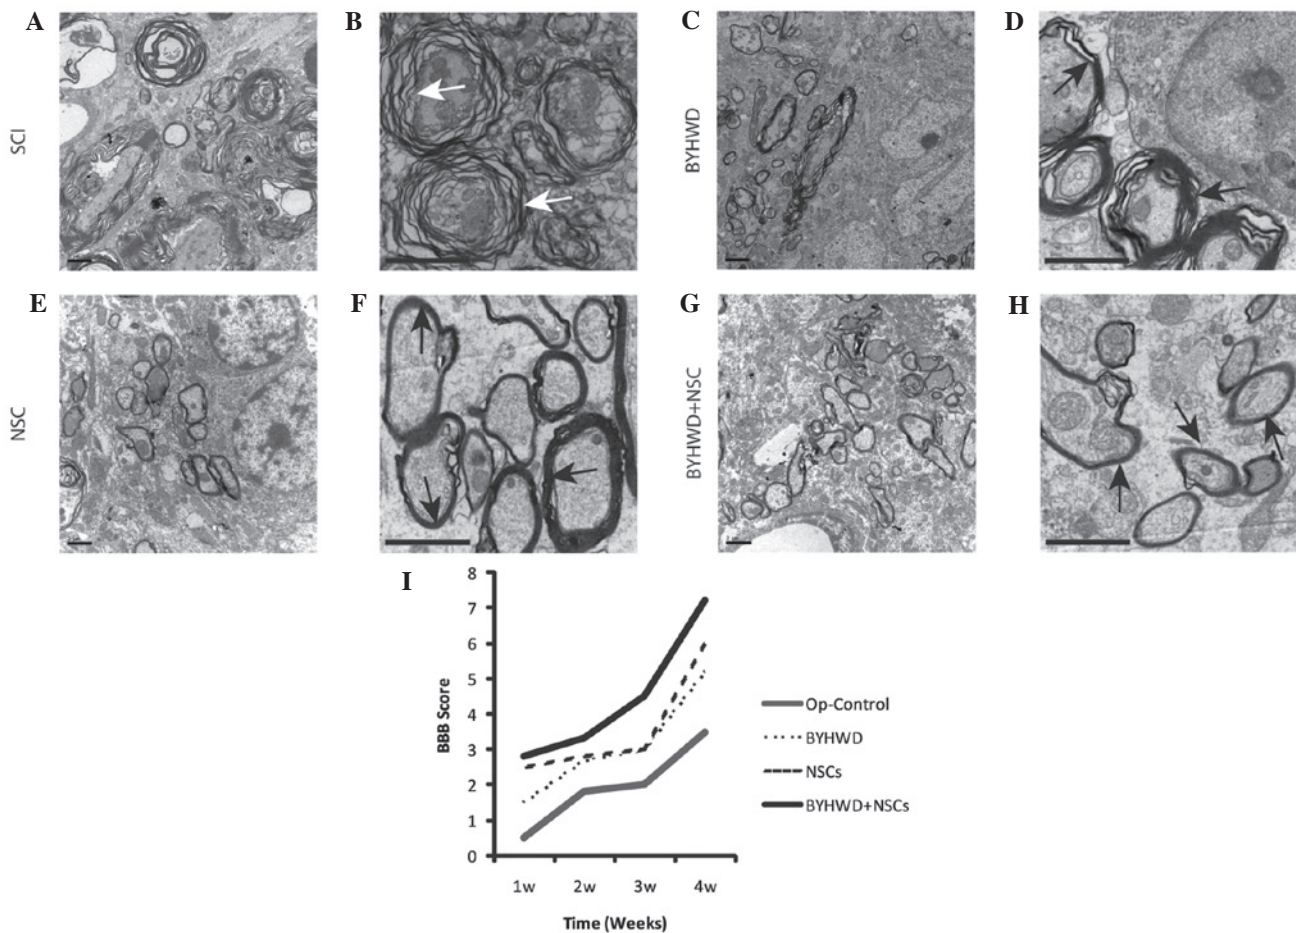 A
B
C
D
SCI
BYHWD
E
F
G
H
NSC
BYHWD+NSC
I
8
7
6
5
4
3
2
1
0
BBB Score
1w 2w 3w 4w
Time (Weeks)
Op-Control
BYHWD
NSCs
BYHWD+NSCs